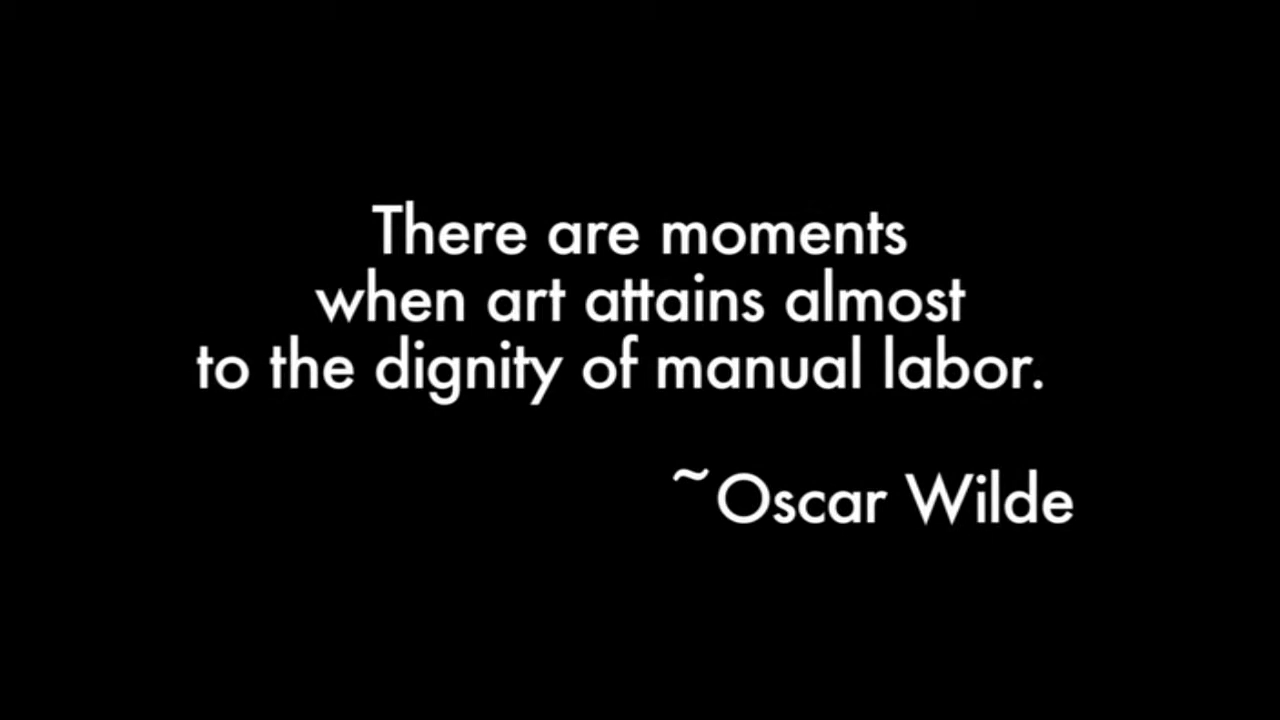 There are moments
when art attains almost
to the dignity of manual labor.
~Oscar Wilde